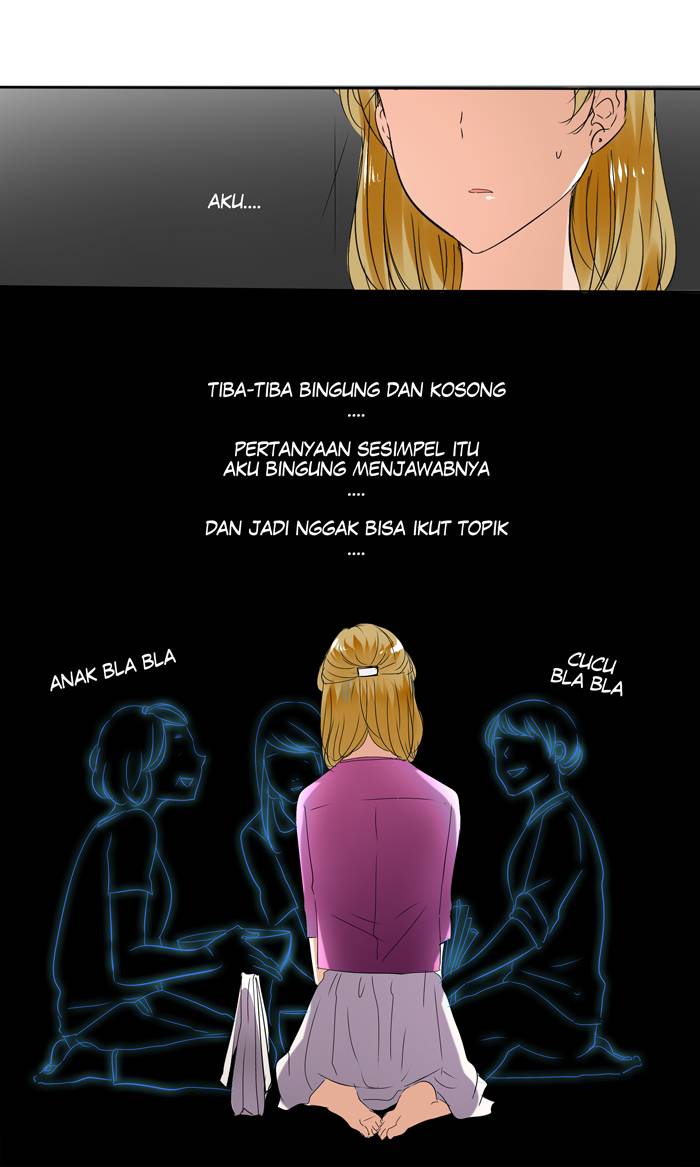 AKU....
TIBA-TIBA BINGUNG DAN KOSONG
....
PERTANYAAN SESIMPEL ITU
AKU BINGUNG MENJAWABNYA
....
DAN JADI NGGAK BISA IKUT TOPIK
....
ANAK BLA BLA
CUCU
BLA BLA